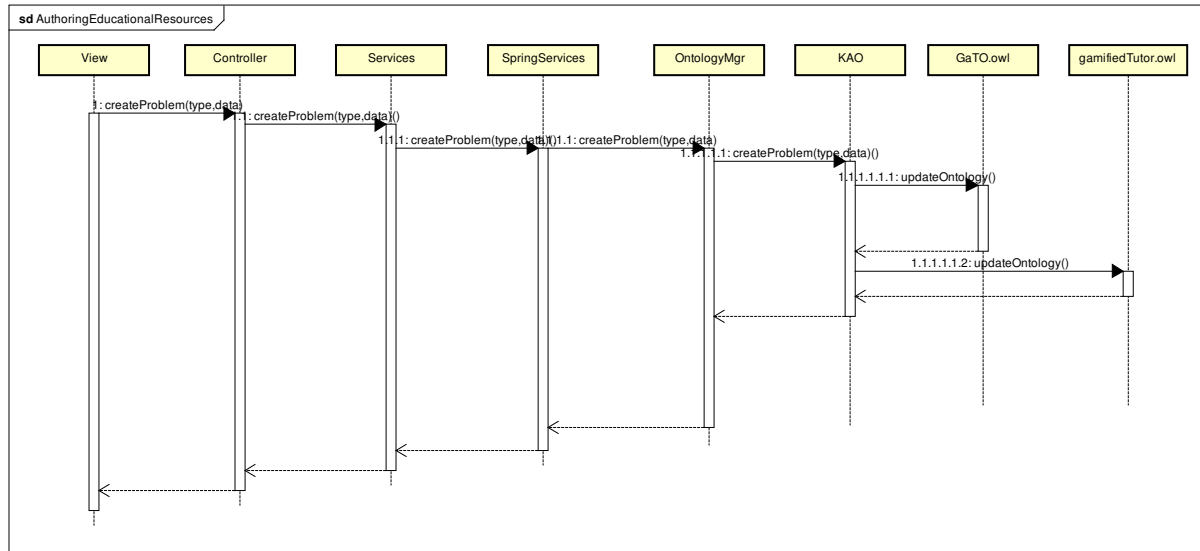 sd AuthoringEducationalResources
View
Controller
Services
SpringServices
OntologyMgr
KAO
GaTO.owl
gamifiedTutor.owl
1: createProblem(type,data)
1.1: createProblem(type,data)()
1.1.1: createProblem(type,data)()
1.1.1.1: createProblem(type,data)
1.1.1.1.1: createProblem(type,data)()
1.1.1.1.1.1: updateOntology()
1.1.1.1.1.2: updateOntology()